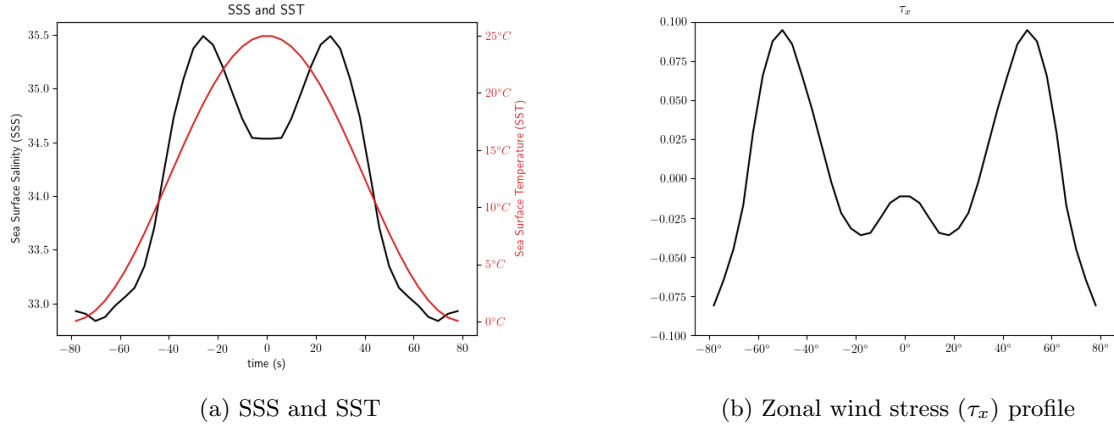 SSS and SST
35.5
35.0
34.5
34.0
33.5
33.0
Sea Surface Salinity (SSS)
25°C
20°C
15°C
10°C
5°C
0°C
Sea Surface Temperature (SST)
−80 −60 −40 −20 0 20 40 60 80
time (s)
(a) SSS and SST
τx
0.100
0.075
0.050
0.025
0.000
−0.025
−0.050
−0.075
−0.100
−80° −60° −40° −20° 0° 20° 40° 60° 80°
(b) Zonal wind stress (τx) profile